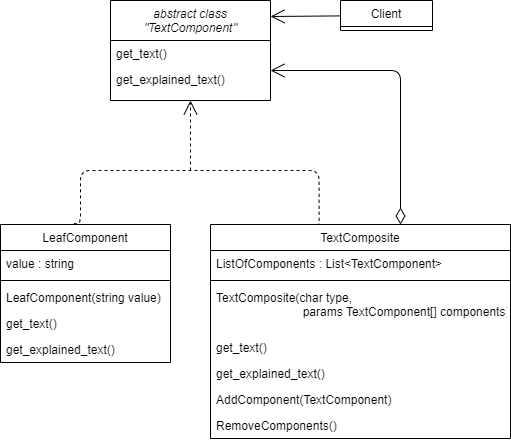 abstract class
"TextComponent"
get_text()
get_explained_text()
Client
LeafComponent
value : string
LeafComponent(string value)
get_text()
get_explained_text()
TextComposite
ListOfComponents : List<TextComponent>
TextComposite(char type,
params TextComponent[] components
get_text()
get_explained_text()
AddComponent(TextComponent)
RemoveComponents()